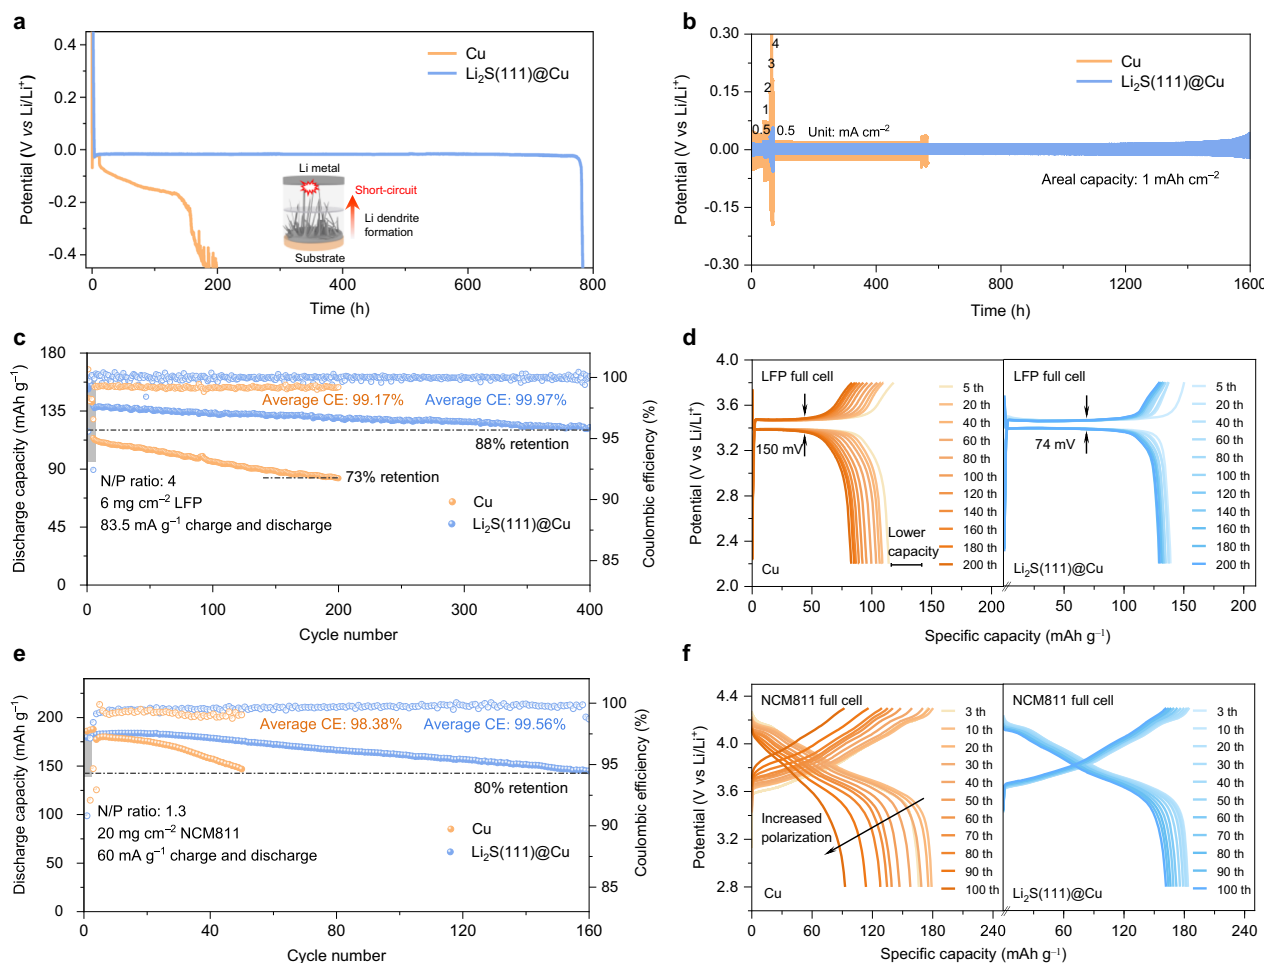 a
0.4
0.2
0.0
-0.2
-0.4
Potential (V vs Li/Li⁺)
Cu
Li₂S(111)@Cu
Li metal
Short-circuit
Li dendrite
formation
Substrate
0
200
400
600
800
Time (h)
b
0.30
0.15
0.00
-0.15
-0.30
Potential (V vs Li/Li⁺)
4
3
2
1
0.5
0.5
Unit: mA cm⁻²
Cu
Li₂S(111)@Cu
Areal capacity: 1 mAh cm⁻²
0
400
800
1200
1600
Time (h)
c
180
135
90
45
0
Discharge capacity (mAh g⁻¹)
Average CE: 99.17%
Average CE: 99.97%
88% retention
73% retention
N/P ratio: 4
6 mg cm⁻² LFP
83.5 mA g⁻¹ charge and discharge
Cu
Li₂S(111)@Cu
100
95
90
85
Coulombic efficiency (%)
0
100
200
300
400
Cycle number
d
4.0
3.6
3.2
2.8
2.4
2.0
Potential (V vs Li/Li⁺)
LFP full cell
150 mV
Lower
capacity
Cu
5 th
20 th
40 th
60 th
80 th
100 th
120 th
140 th
160 th
180 th
200 th
LFP full cell
74 mV
Li₂S(111)@Cu
5 th
20 th
40 th
60 th
80 th
100 th
120 th
140 th
160 th
180 th
200 th
0
50
100
150
200
0
50
100
150
200
Specific capacity (mAh g⁻¹)
e
200
150
100
50
0
Discharge capacity (mAh g⁻¹)
Average CE: 98.38%
Average CE: 99.56%
80% retention
N/P ratio: 1.3
20 mg cm⁻² NCM811
60 mA g⁻¹ charge and discharge
Cu
Li₂S(111)@Cu
100
95
90
85
Coulombic efficiency (%)
0
40
80
120
160
Cycle number
f
4.4
4.0
3.6
3.2
2.8
Potential (V vs Li/Li⁺)
NCM811 full cell
Increased
polarization
Cu
3 th
10 th
20 th
30 th
40 th
50 th
60 th
70 th
80 th
90 th
100 th
NCM811 full cell
Li₂S(111)@Cu
3 th
10 th
20 th
30 th
40 th
50 th
60 th
70 th
80 th
90 th
100 th
0
60
120
180
240
0
60
120
180
240
Specific capacity (mAh g⁻¹)